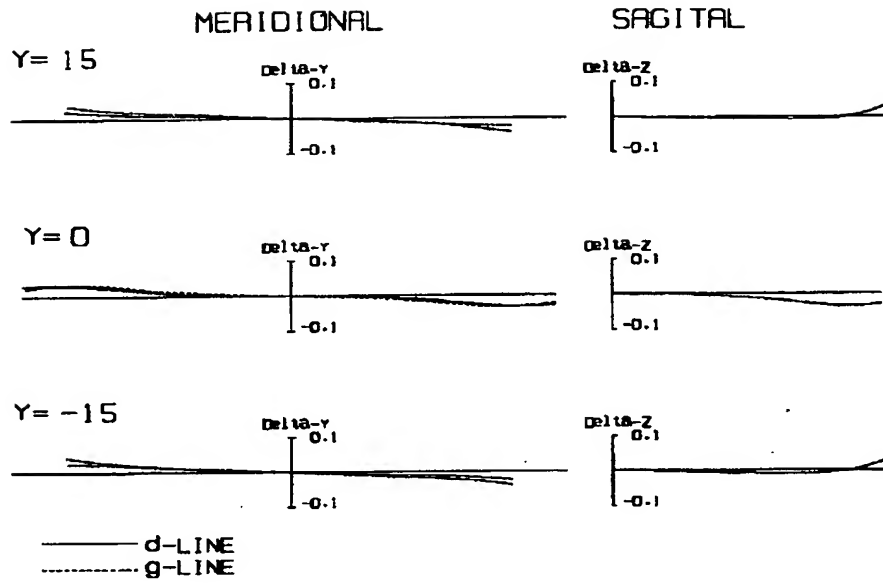 MERIDIONAL SAGITAL
Y= 15
Delta-Y Delta-Z
0.1 0.1
-0.1 -0.1
Y= 0
Delta-Y Delta-Z
0.1 0.1
-0.1 -0.1
Y= -15
Delta-Y Delta-Z
0.1 0.1
-0.1 -0.1
d-LINE
g-LINE